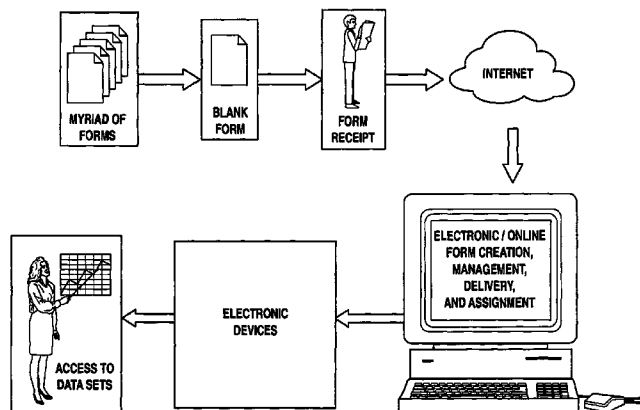 MYRIAD OF
FORMS
BLANK
FORM
FORM
RECEIPT
INTERNET
ELECTRONIC / ONLINE
FORM CREATION,
MANAGEMENT,
DELIVERY,
AND ASSIGNMENT
ELECTRONIC
DEVICES
ACCESS TO
DATA SETS